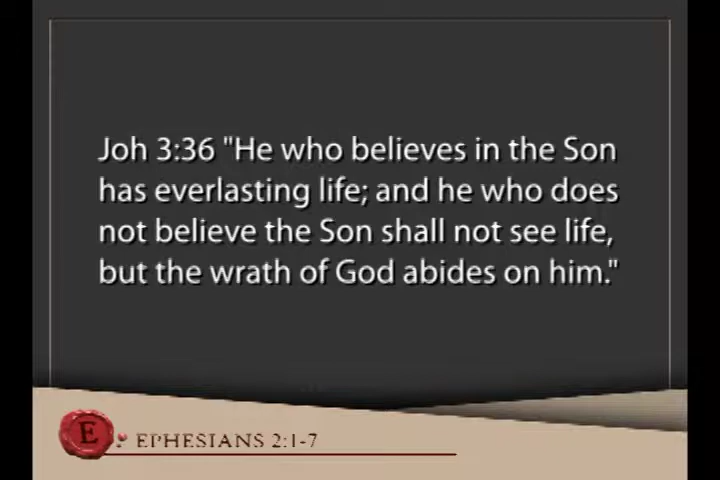 Joh 3:36 "He who believes in the Son
has everlasting life; and he who does
not believe the Son shall not see life,
but the wrath of God abides on him."
E
EPHESIANS 2:1-7